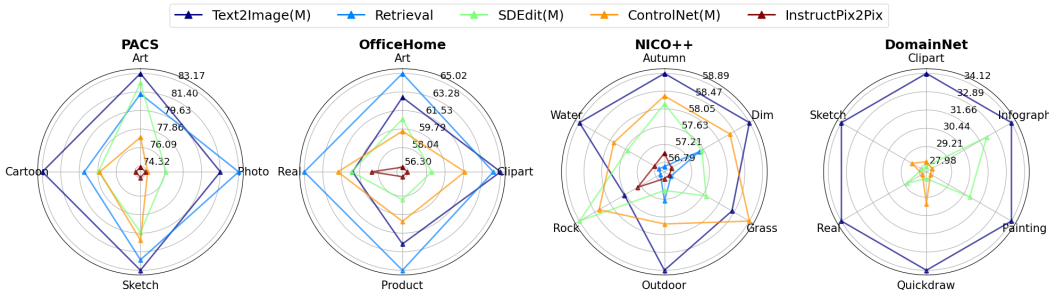 Text2Image(M) Retrieval SDEdit(M) ControlNet(M) InstructPix2Pix
PACS
Art
83.17
81.40
79.63
77.86
76.09
74.32
Cartoon
Photo
Sketch
OfficeHome
Art
65.02
63.28
61.53
59.79
58.04
56.30
Real
Clipart
Product
NICO++
Autumn
58.89
58.47
58.05
57.63
57.21
56.79
Water
Dim
Rock
Grass
Outdoor
DomainNet
Clipart
34.12
32.89
31.66
30.44
29.21
27.98
Sketch
Infograph
Real
Painting
Quickdraw